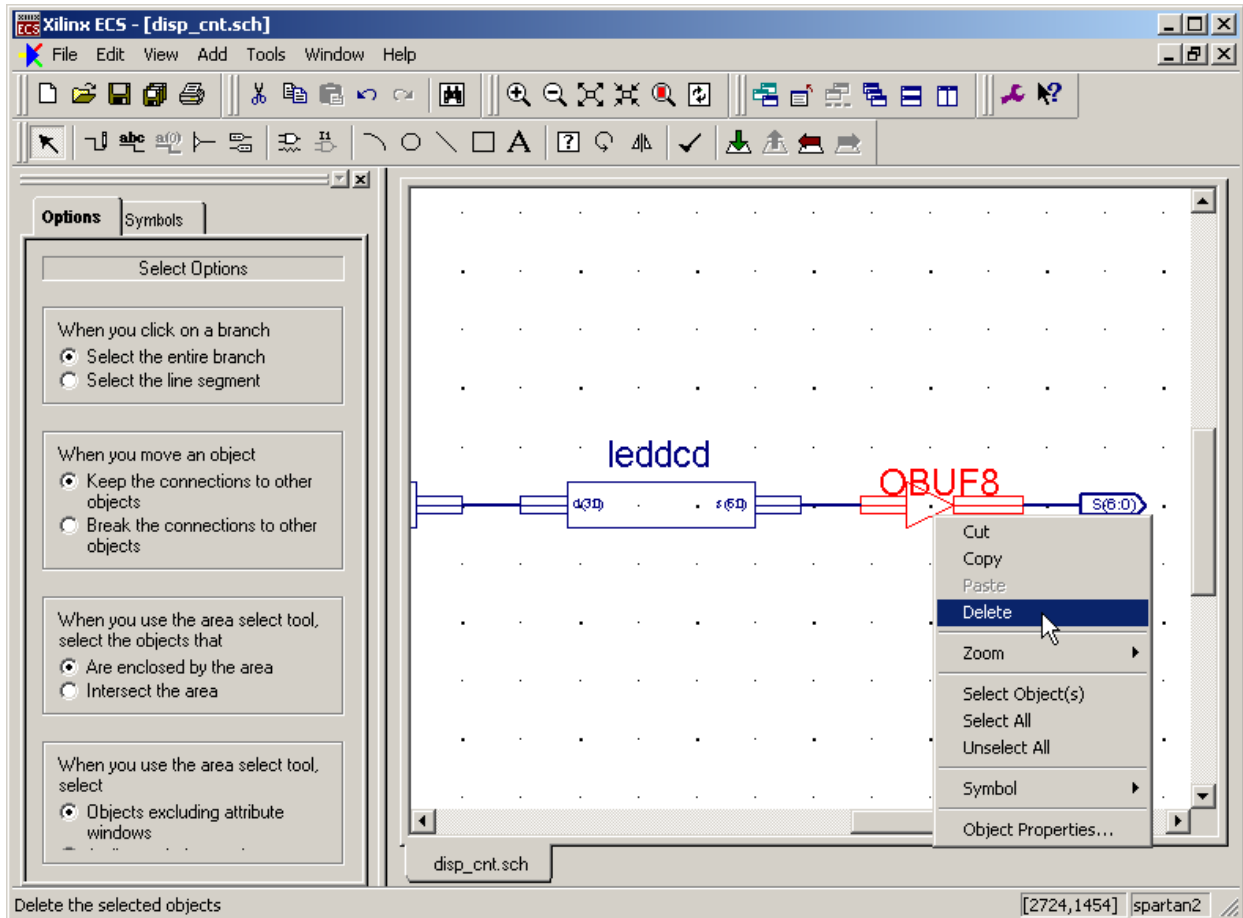 Xilinx ECS - [disp_cnt.sch]
File Edit View Add Tools Window Help
abc
A
Options Symbols
Select Options
When you click on a branch
Select the entire branch
Select the line segment
When you move an object
Keep the connections to other
objects
Break the connections to other
objects
When you use the area select tool,
select the objects that
Are enclosed by the area
Intersect the area
When you use the area select tool,
select
Objects excluding attribute
windows
leddcd
OBUF8
S(6:0)
Cut
Copy
Paste
Delete
Zoom
Select Object(s)
Select All
Unselect All
Symbol
Object Properties...
disp_cnt.sch
Delete the selected objects
[2724,1454] spartan2